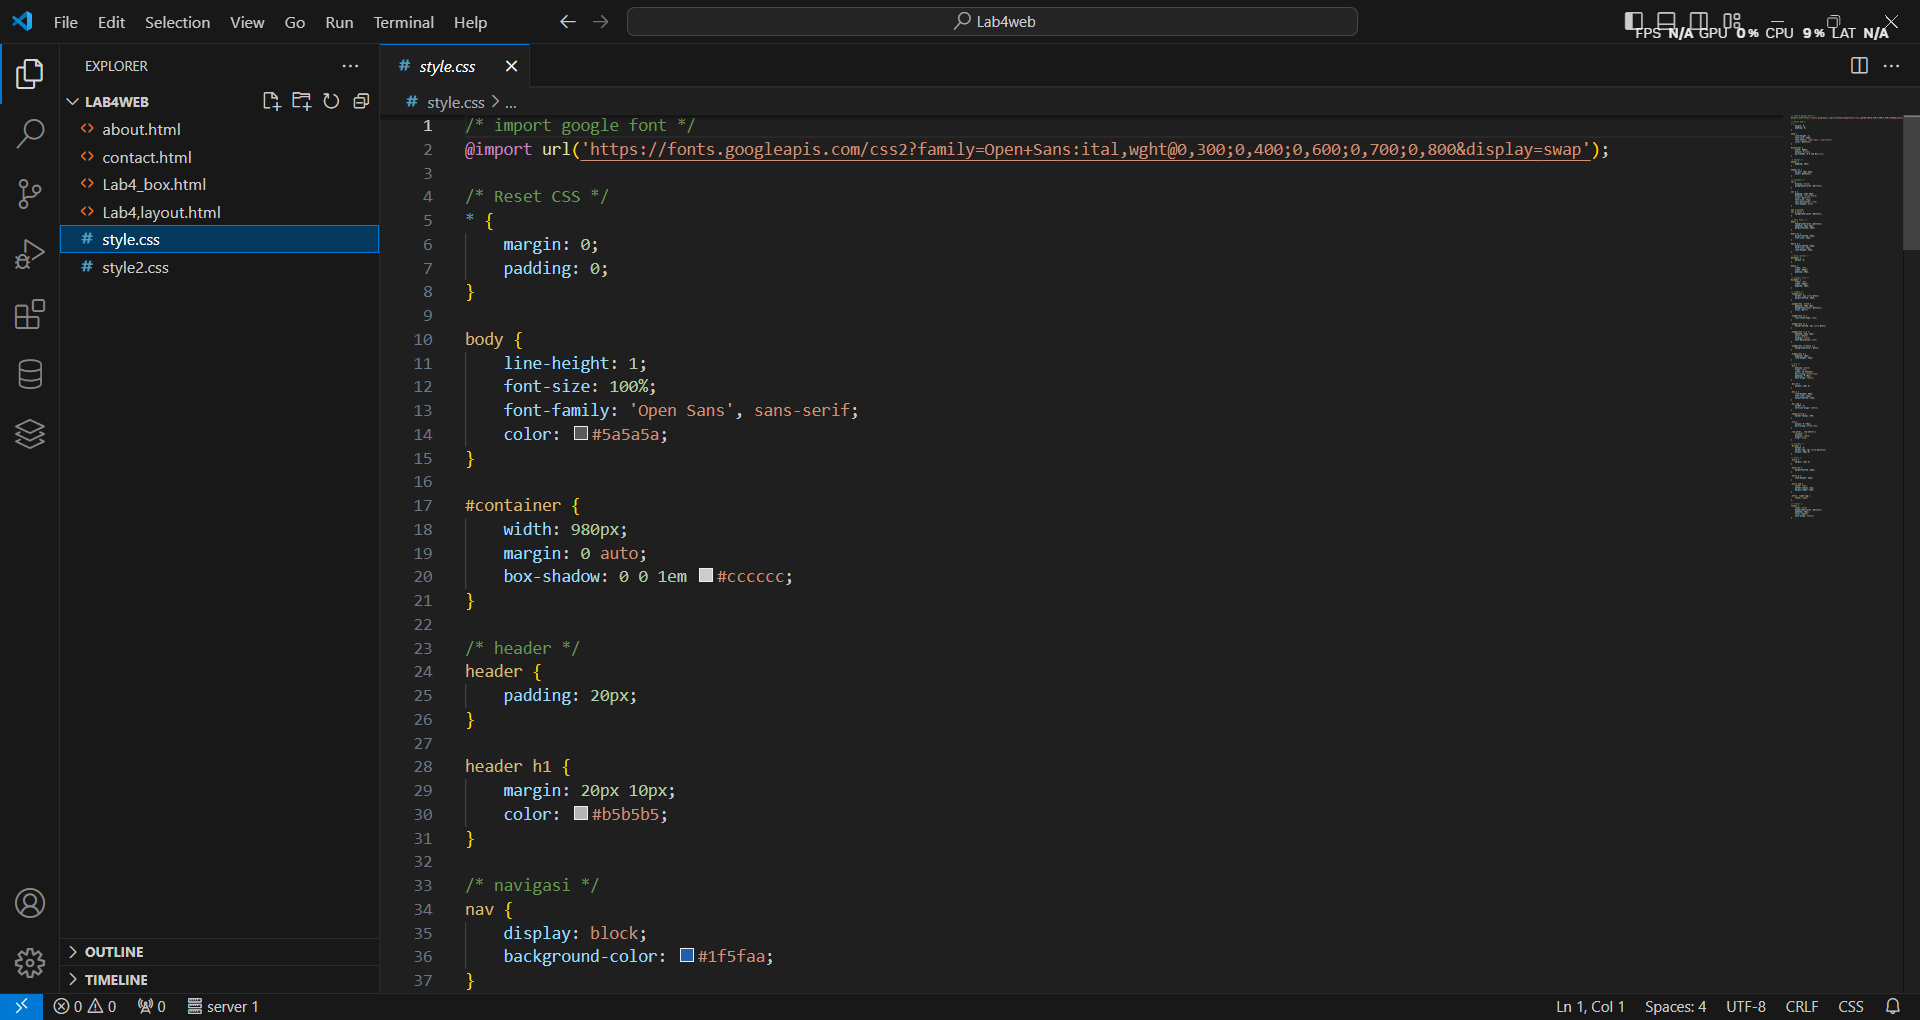 File Edit Selection View Go Run Terminal Help
Lab4web
FPS N/A GPU 0% CPU 9% LAT N/A
EXPLORER
LAB4WEB
about.html
contact.html
Lab4_box.html
Lab4,layout.html
# style.css
# style2.css
OUTLINE
TIMELINE
# style.css
# style.css > ...
1 /* import google font */
2 @import url('https://fonts.googleapis.com/css2?family=Open+Sans:ital,wght@0,300;0,400;0,600;0,700;0,800&display=swap');
3
4 /* Reset CSS */
5 * {
6 margin: 0;
7 padding: 0;
8 }
9
10 body {
11 line-height: 1;
12 font-size: 100%;
13 font-family: 'Open Sans', sans-serif;
14 color: #5a5a5a;
15 }
16
17 #container {
18 width: 980px;
19 margin: 0 auto;
20 box-shadow: 0 0 1em #cccccc;
21 }
22
23 /* header */
24 header {
25 padding: 20px;
26 }
27
28 header h1 {
29 margin: 20px 10px;
30 color: #b5b5b5;
31 }
32
33 /* navigasi */
34 nav {
35 display: block;
36 background-color: #1f5faa;
37 }
0 0 0 server 1 Ln 1, Col 1 Spaces: 4 UTF-8 CRLF CSS